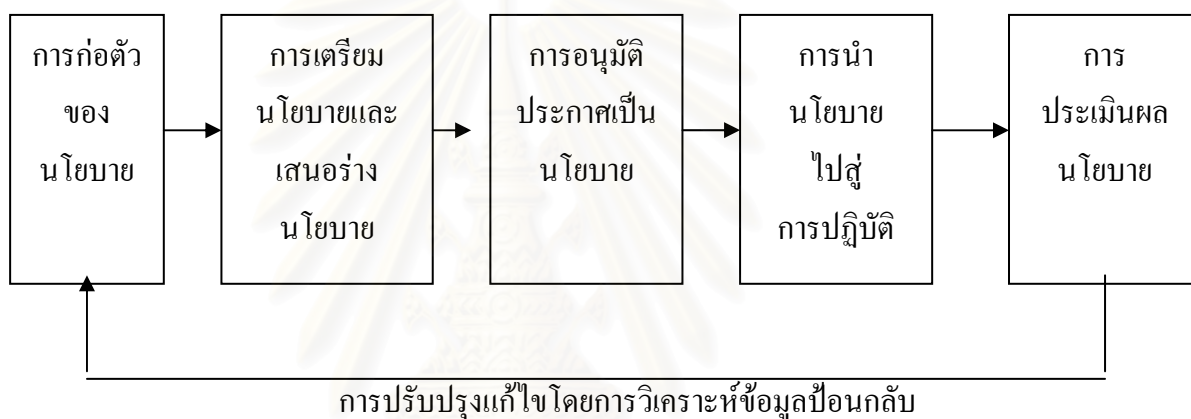 การก่อตัว
ของ
นโยบาย
การเตรียม
นโยบายและ
เสนอร่าง
นโยบาย
การอนุมัติ
ประกาศเป็น
นโยบาย
การนำ
นโยบาย
ไปสู่
การปฏิบัติ
การ
ประเมินผล
นโยบาย
การปรับปรุงแก้ไขโดยการวิเคราะห์ข้อมูลป้อนกลับ